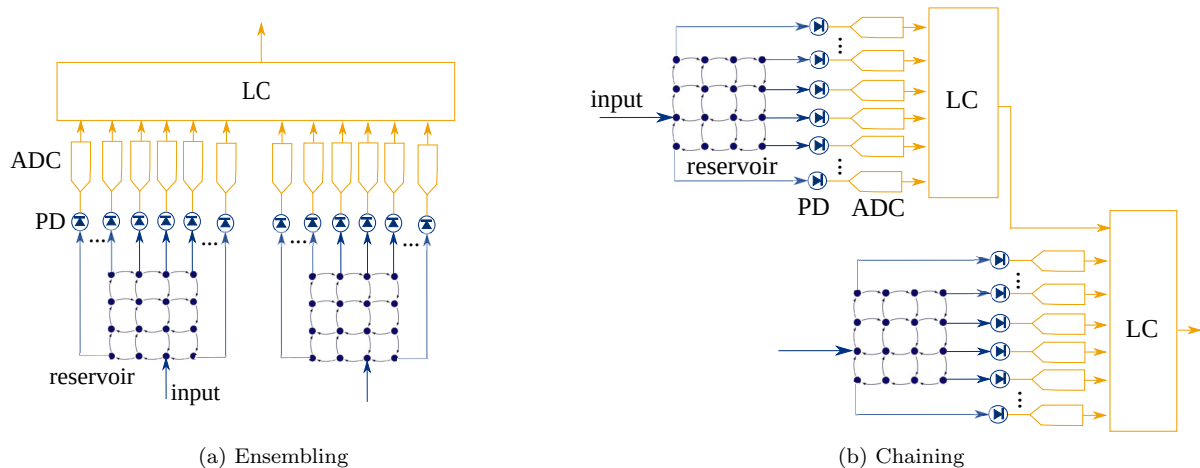 LC
ADC
PD
...
...
...
...
reservoir
input
(a) Ensembling
input
reservoir
...
...
PD
ADC
LC
...
...
LC
(b) Chaining